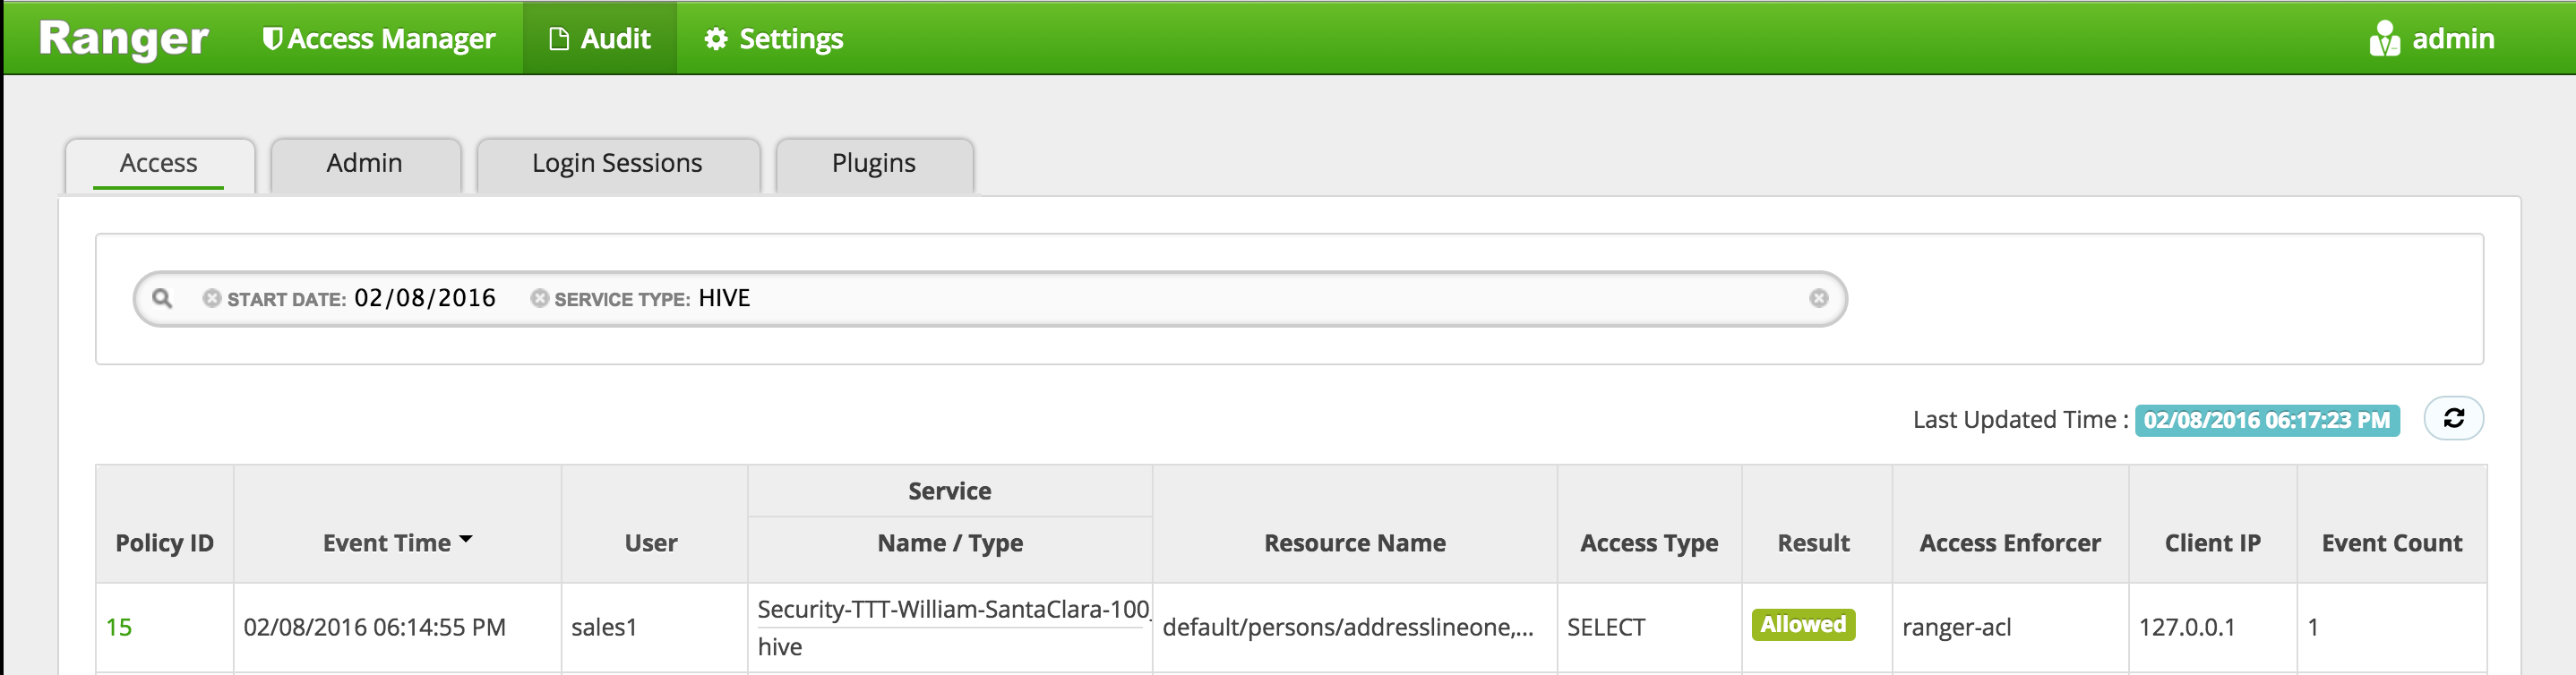 Ranger Access Manager Audit Settings admin
Access Admin Login Sessions Plugins
START DATE: 02/08/2016 SERVICE TYPE: HIVE
Last Updated Time : 02/08/2016 06:17:23 PM
Service
Policy ID Event Time User Name / Type Resource Name Access Type Result Access Enforcer Client IP Event Count
Security-TTT-William-SantaClara-100_
15 02/08/2016 06:14:55 PM sales1 default/persons/addresslineone,... SELECT Allowed ranger-acl 127.0.0.1 1
hive